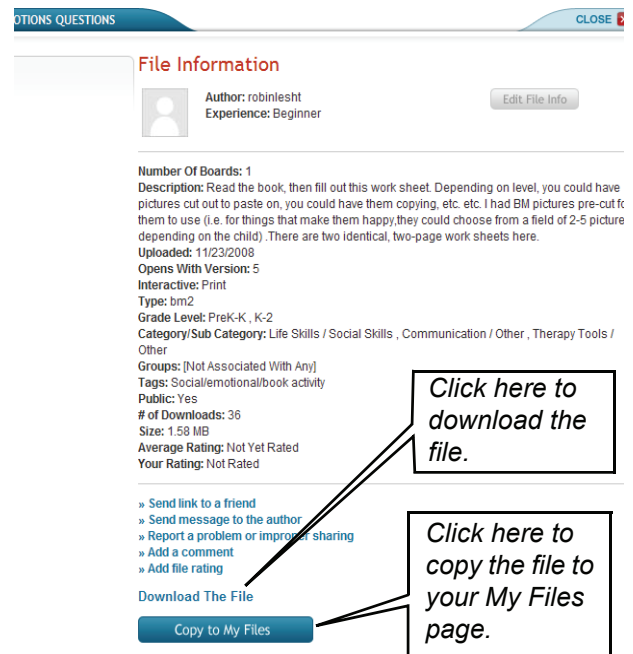 OTIONS QUESTIONS
CLOSE
File Information
Author: robinlesht
Experience: Beginner
Edit File Info
Number Of Boards: 1
Description: Read the book, then fill out this work sheet. Depending on level, you could have
pictures cut out to paste on, you could have them copying, etc. etc. I had BM pictures pre-cut fo
them to use (i.e. for things that make them happy,they could choose from a field of 2-5 picture
depending on the child) .There are two identical, two-page work sheets here.
Uploaded: 11/23/2008
Opens With Version: 5
Interactive: Print
Type: bm2
Grade Level: PreK-K , K-2
Category/Sub Category: Life Skills / Social Skills , Communication / Other , Therapy Tools /
Other
Groups: [Not Associated With Any]
Tags: Social/emotional/book activity
Public: Yes
# of Downloads: 36
Size: 1.58 MB
Average Rating: Not Yet Rated
Your Rating: Not Rated
Click here to
download the
file.
» Send link to a friend
» Send message to the author
» Report a problem or improper sharing
» Add a comment
» Add file rating
Download The File
Copy to My Files
Click here to
copy the file to
your My Files
page.